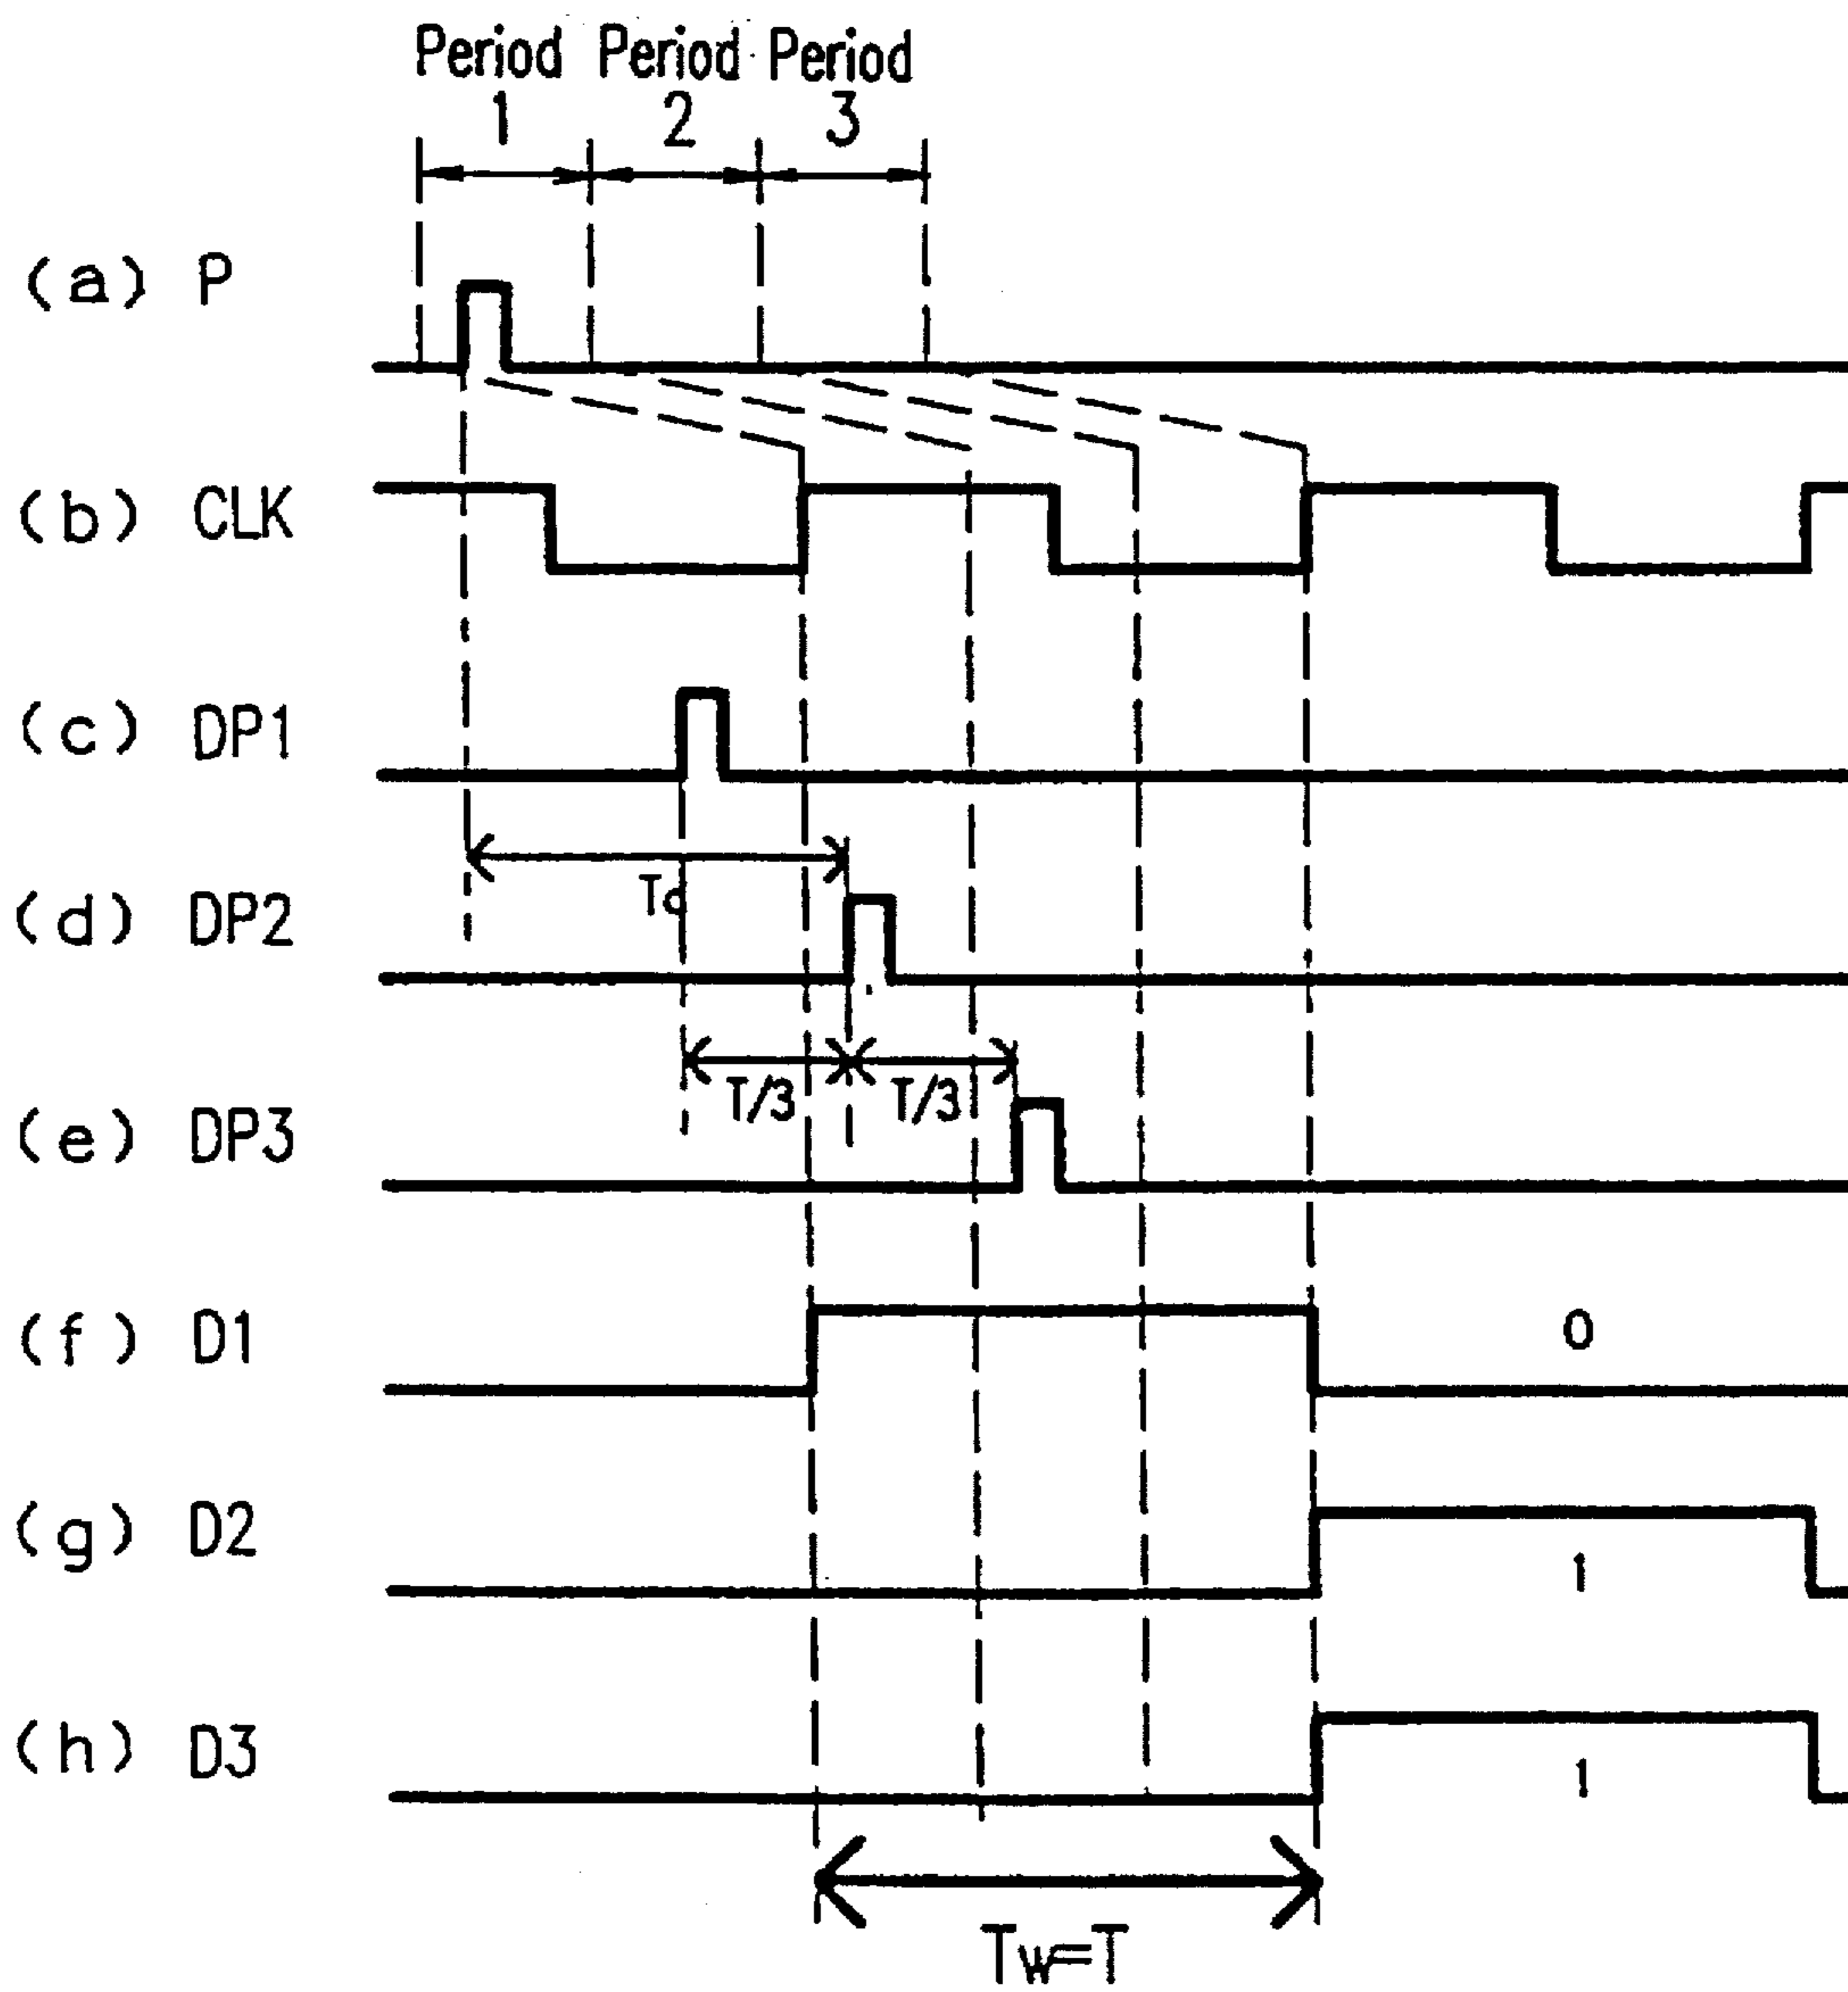 Period Period Period
1 2 3
(a) P
(b) CLK
(c) DP1
Td
(d) DP2
T/3 T/3
(e) DP3
(f) D1 0
(g) D2 1
(h) D3 1
Tw=T